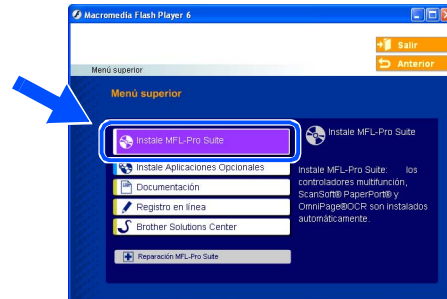 Macromedia Flash Player 6
Salir
Anterior
Menú superior
Menú superior
Instale MFL-Pro Suite
Instale Aplicaciones Opcionales
Documentación
Registro en línea
Brother Solutions Center
Reparación MFL-Pro Suite
Instale MFL-Pro Suite
Instale MFL-Pro Suite: los
controladores multifunción,
ScanSoft® PaperPort® y
OmniPage®OCR son instalados
automáticamente.